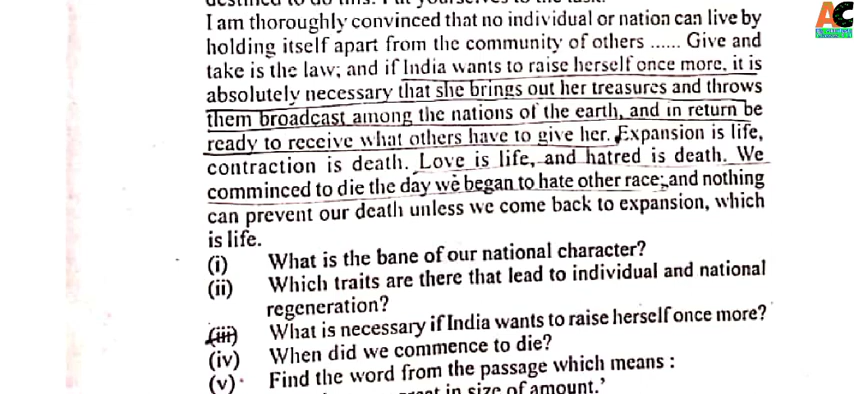 I am thoroughly convinced that no individual or nation can live by
holding itself apart from the community of others ...... Give and
take is the law; and if India wants to raise herself once more, it is
absolutely necessary that she brings out her treasures and throws
them broadcast among the nations of the earth, and in return be
ready to receive what others have to give her. Expansion is life,
contraction is death. Love is life, and hatred is death. We
comminced to die the day we began to hate other race; and nothing
can prevent our death unless we come back to expansion, which
is life.
(i) What is the bane of our national character?
(ii) Which traits are there that lead to individual and national
regeneration?
(iii) What is necessary if India wants to raise herself once more?
(iv) When did we commence to die?
(v) Find the word from the passage which means :
in size of amount.'
AC